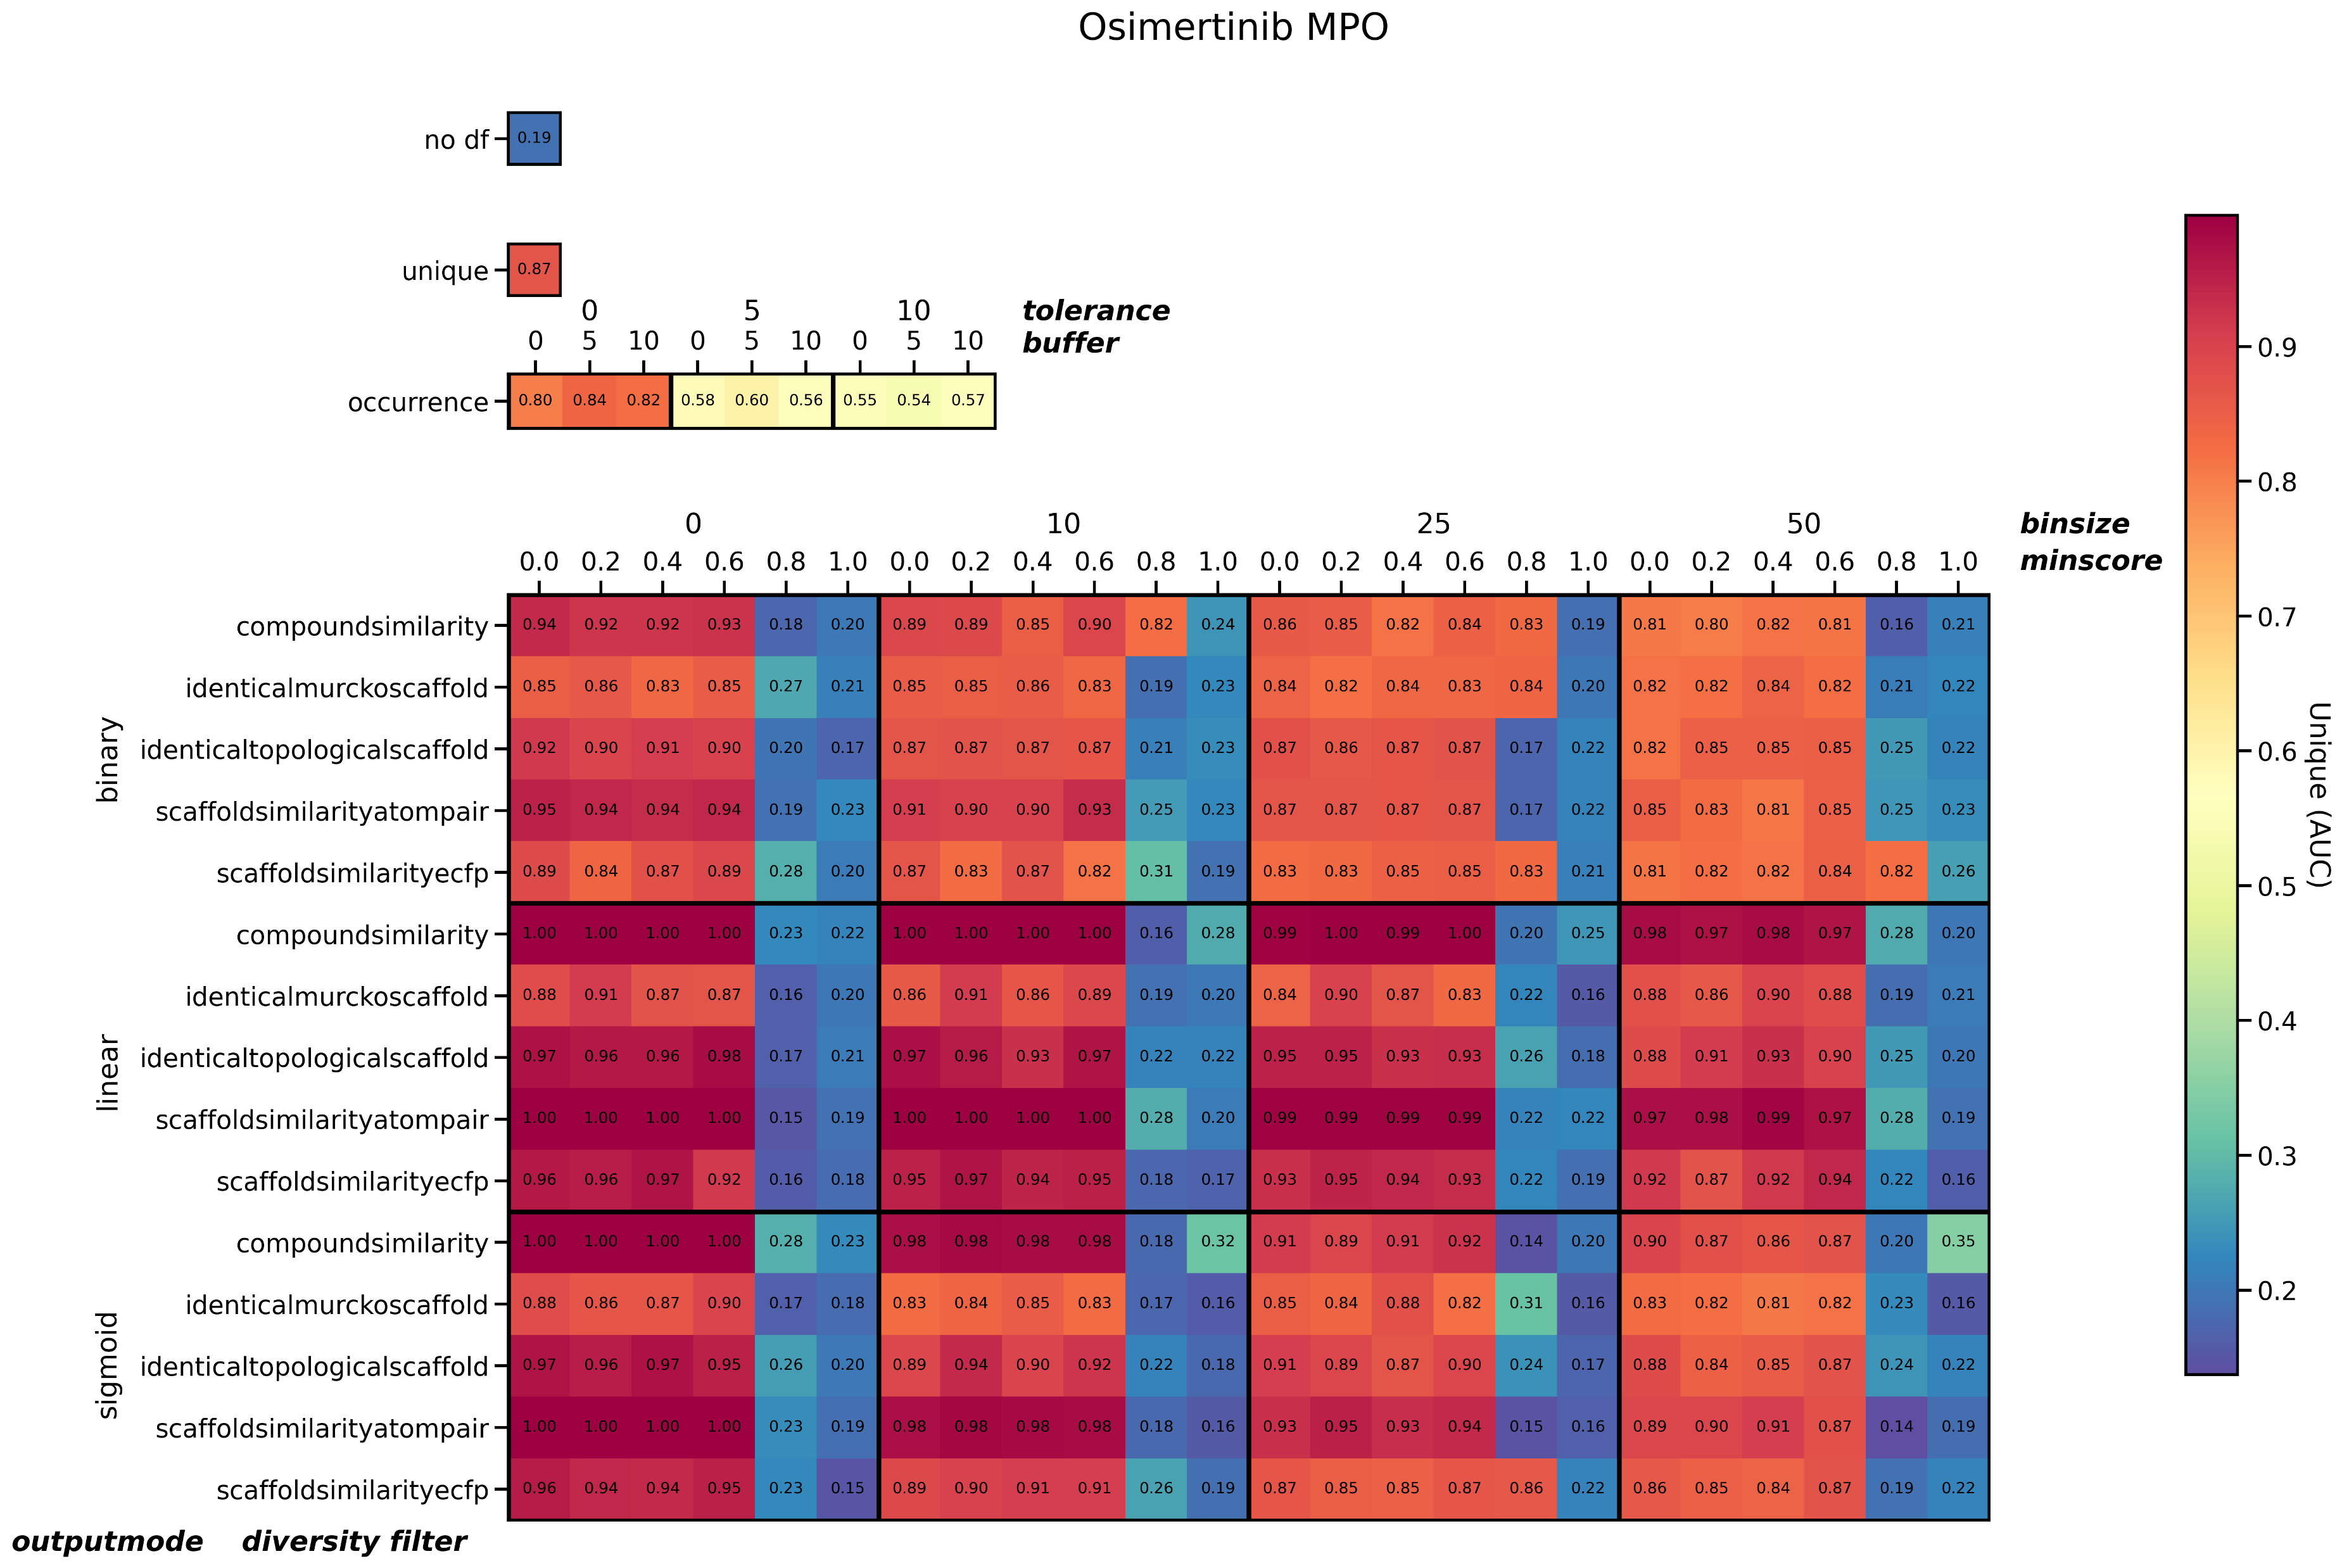 Osimertinib MPO
no df 0.19
unique 0.87
0 5 10 tolerance
0 5 10 0 5 10 0 5 10 buffer
occurrence 0.80 0.84 0.82 0.58 0.60 0.56 0.55 0.54 0.57
0 10 25 50 binsize
0.0 0.2 0.4 0.6 0.8 1.0 0.0 0.2 0.4 0.6 0.8 1.0 0.0 0.2 0.4 0.6 0.8 1.0 0.0 0.2 0.4 0.6 0.8 1.0 minscore
binary
compoundsimilarity 0.94 0.92 0.92 0.93 0.18 0.20 0.89 0.89 0.85 0.90 0.82 0.24 0.86 0.85 0.82 0.84 0.83 0.19 0.81 0.80 0.82 0.81 0.16 0.21
identicalmurckoscaffold 0.85 0.86 0.83 0.85 0.27 0.21 0.85 0.85 0.86 0.83 0.19 0.23 0.84 0.82 0.84 0.83 0.84 0.20 0.82 0.82 0.84 0.82 0.21 0.22
identicaltopologicalscaffold 0.92 0.90 0.91 0.90 0.20 0.17 0.87 0.87 0.87 0.87 0.21 0.23 0.87 0.86 0.87 0.87 0.17 0.22 0.82 0.85 0.85 0.85 0.25 0.22
scaffoldsimilarityatompair 0.95 0.94 0.94 0.94 0.19 0.23 0.91 0.90 0.90 0.93 0.25 0.23 0.87 0.87 0.87 0.87 0.17 0.22 0.85 0.83 0.81 0.85 0.25 0.23
scaffoldsimilarityecfp 0.89 0.84 0.87 0.89 0.28 0.20 0.87 0.83 0.87 0.82 0.31 0.19 0.83 0.83 0.85 0.85 0.83 0.21 0.81 0.82 0.82 0.84 0.82 0.26
linear
compoundsimilarity 1.00 1.00 1.00 1.00 0.23 0.22 1.00 1.00 1.00 1.00 0.16 0.28 0.99 1.00 0.99 1.00 0.20 0.25 0.98 0.97 0.98 0.97 0.28 0.20
identicalmurckoscaffold 0.88 0.91 0.87 0.87 0.16 0.20 0.86 0.91 0.86 0.89 0.19 0.20 0.84 0.90 0.87 0.83 0.22 0.16 0.88 0.86 0.90 0.88 0.19 0.21
identicaltopologicalscaffold 0.97 0.96 0.96 0.98 0.17 0.21 0.97 0.96 0.93 0.97 0.22 0.22 0.95 0.95 0.93 0.93 0.26 0.18 0.88 0.91 0.93 0.90 0.25 0.20
scaffoldsimilarityatompair 1.00 1.00 1.00 1.00 0.15 0.19 1.00 1.00 1.00 1.00 0.28 0.20 0.99 0.99 0.99 0.99 0.22 0.22 0.97 0.98 0.99 0.97 0.28 0.19
scaffoldsimilarityecfp 0.96 0.96 0.97 0.92 0.16 0.18 0.95 0.97 0.94 0.95 0.18 0.17 0.93 0.95 0.94 0.93 0.22 0.19 0.92 0.87 0.92 0.94 0.22 0.16
sigmoid
compoundsimilarity 1.00 1.00 1.00 1.00 0.28 0.23 0.98 0.98 0.98 0.98 0.18 0.32 0.91 0.89 0.91 0.92 0.14 0.20 0.90 0.87 0.86 0.87 0.20 0.35
identicalmurckoscaffold 0.88 0.86 0.87 0.90 0.17 0.18 0.83 0.84 0.85 0.83 0.17 0.16 0.85 0.84 0.88 0.82 0.31 0.16 0.83 0.82 0.81 0.82 0.23 0.16
identicaltopologicalscaffold 0.97 0.96 0.97 0.95 0.26 0.20 0.89 0.94 0.90 0.92 0.22 0.18 0.91 0.89 0.87 0.90 0.24 0.17 0.88 0.84 0.85 0.87 0.24 0.22
scaffoldsimilarityatompair 1.00 1.00 1.00 1.00 0.23 0.19 0.98 0.98 0.98 0.98 0.18 0.16 0.93 0.95 0.93 0.94 0.15 0.16 0.89 0.90 0.91 0.87 0.14 0.19
scaffoldsimilarityecfp 0.96 0.94 0.94 0.95 0.23 0.15 0.89 0.90 0.91 0.91 0.26 0.19 0.87 0.85 0.85 0.87 0.86 0.22 0.86 0.85 0.84 0.87 0.19 0.22
outputmode diversity filter
0.9
0.8
0.7
0.6
0.5
0.4
0.3
0.2
Unique (AUC)